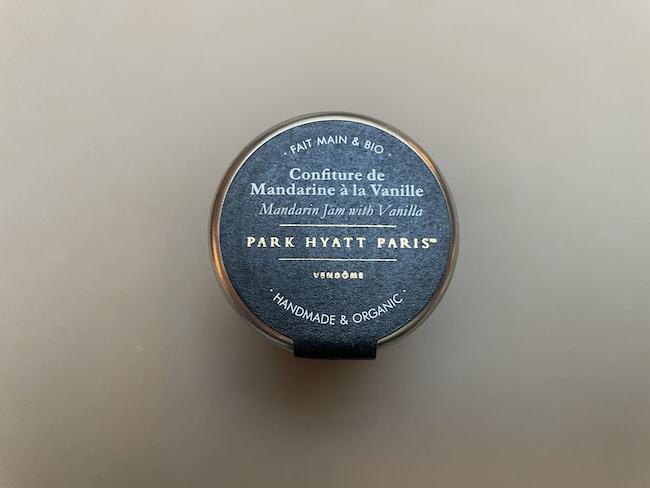 · FAIT MAIN & BIO ·
Confiture de
Mandarine à la Vanille
Mandarin Jam with Vanilla
PARK HYATT PARIS™
VENDÔME
· HANDMADE & ORGANIC ·